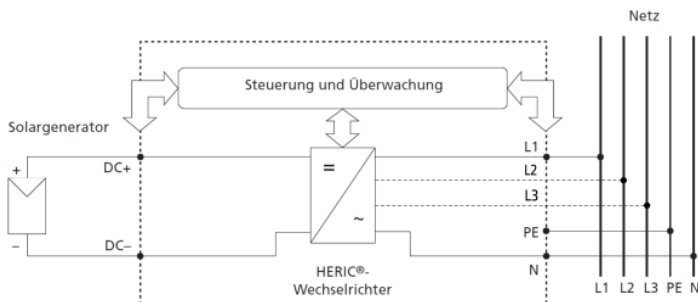 Netz
Steuerung und Überwachung
Solargenerator
+
DC+
=
~
L1
L2
L3
PE
N
–
DC–
HERIC®-
Wechselrichter
L1 L2 L3 PE N